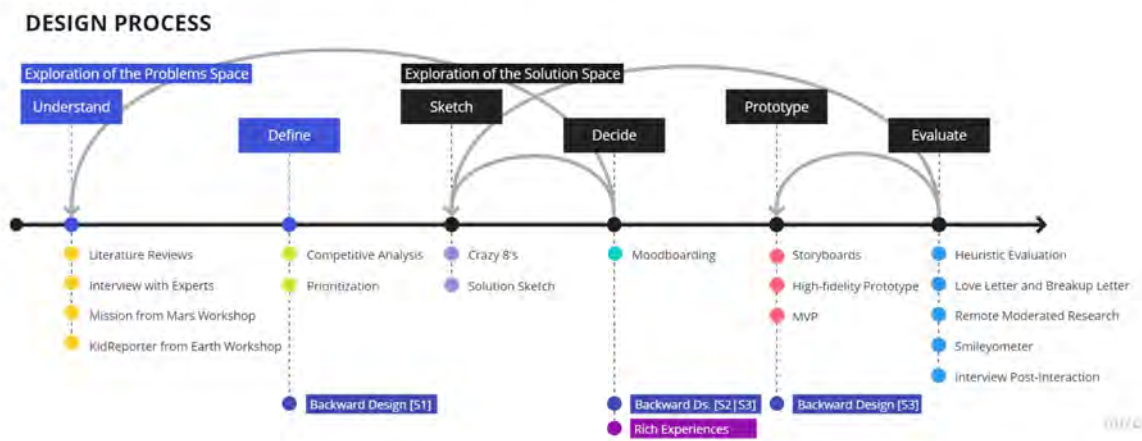 DESIGN PROCESS
Exploration of the Problems Space
Exploration of the Solution Space
Understand
Sketch
Prototype
Define
Decide
Evaluate
Literature Reviews
Interview with Experts
Mission from Mars Workshop
KidReporter from Earth Workshop
Competitive Analysis
Prioritization
Crazy 8's
Solution Sketch
Moodboarding
Storyboards
High-fidelity Prototype
MVP
Heuristic Evaluation
Love Letter and Breakup Letter
Remote Moderated Research
Smileyometer
Interview Post-Interaction
Backward Design [S1]
Backward Ds. [S2|S3]
Backward Design [S3]
Rich Experiences